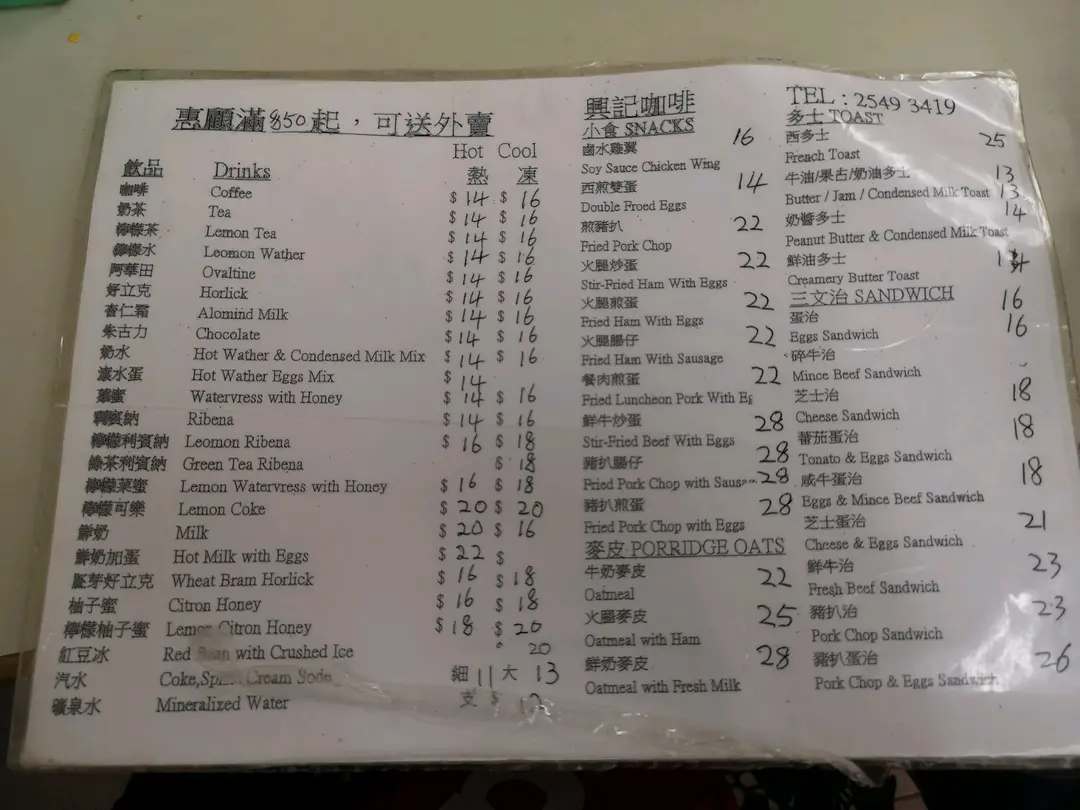 惠顧滿$50起，可送外賣
Hot Cool
飲品 Drinks 熱 凍
咖啡 Coffee $ 14 $ 16
奶茶 Tea $ 14 $ 16
檸檬茶 Lemon Tea $ 14 $ 16
檸檬水 Leomon Wather $ 14 $ 16
阿華田 Ovaltine $ 14 $ 16
好立克 Horlick $ 14 $ 16
杏仁霜 Alomind Milk $ 14 $ 16
朱古力 Chocolate $ 14 $ 16
奶水 Hot Wather & Condensed Milk Mix $ 14 $ 16
滾水蛋 Hot Wather Eggs Mix $ 14
菜蜜 Watervress with Honey $ 14 $ 16
利賓納 Ribena $ 14 $ 16
檸檬利賓納 Leomon Ribena $ 16 $ 18
綠茶利賓納 Green Tea Ribena $ 18
檸檬菜蜜 Lemon Watervress with Honey $ 16 $ 18
檸檬可樂 Lemon Coke $ 20 $ 20
鮮奶 Milk $ 20 $ 16
鮮奶加蛋 Hot Milk with Eggs $ 22 $
胚芽好立克 Wheat Bram Horlick $ 16 $ 18
柚子蜜 Citron Honey $ 16 $ 18
檸檬柚子蜜 Lemon Citron Honey $ 18 $ 20
紅豆冰 Red Bean with Crushed Ice 20
汽水 Coke, Cream Sode 細 11 大 13
礦泉水 Mineralized Water 支 $ 12
興記咖啡
小食 SNACKS
鹵水雞翼 16
Soy Sauce Chicken Wing
西煎雙蛋 14
Double Froed Eggs
煎豬扒 22
Fried Pork Chop
火腿炒蛋 22
Stir-Fried Ham With Eggs
火腿煎蛋 22
Fried Ham With Eggs
火腿腸仔 22
Fried Ham With Sausage
餐肉煎蛋 22
Fried Luncheon Pork With Eg
鮮牛炒蛋 28
Stir-Fried Beef With Eggs
豬扒腸仔 28
Fried Pork Chop with Sausa 28
豬扒煎蛋 28
Fried Pork Chop with Eggs
麥皮 PORRIDGE OATS
牛奶麥皮 22
Oatmeal
火腿麥皮 25
Oatmeal with Ham
鮮奶麥皮 28
Oatmeal with Fresh Milk
TEL : 2549 3419
多士 TOAST
西多士 25
French Toast
牛油/果占/奶油多士 13
Butter / Jam / Condensed Milk Toast 13
奶醬多士 14
Peanut Butter & Condensed Milk Toast
鮮油多士
Creamery Butter Toast
三文治 SANDWICH
蛋治 16
Eggs Sandwich 16
碎牛治
Mince Beef Sandwich
芝士治 18
Cheese Sandwich
蕃茄蛋治 18
Tonato & Eggs Sandwich
咸牛蛋治 18
Eggs & Mince Beef Sandwich
芝士蛋治 21
Cheese & Eggs Sandwich
鮮牛治 23
Fresh Beef Sandwich
豬扒治 23
Pork Chop Sandwich
豬扒蛋治 26
Pork Chop & Eggs Sandwich